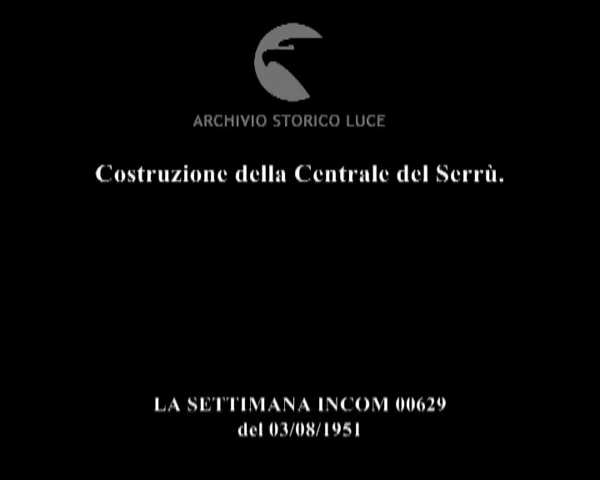 ARCHIVIO STORICO LUCE
Costruzione della Centrale del Serrù.
LA SETTIMANA INCOM 00629
del 03/08/1951